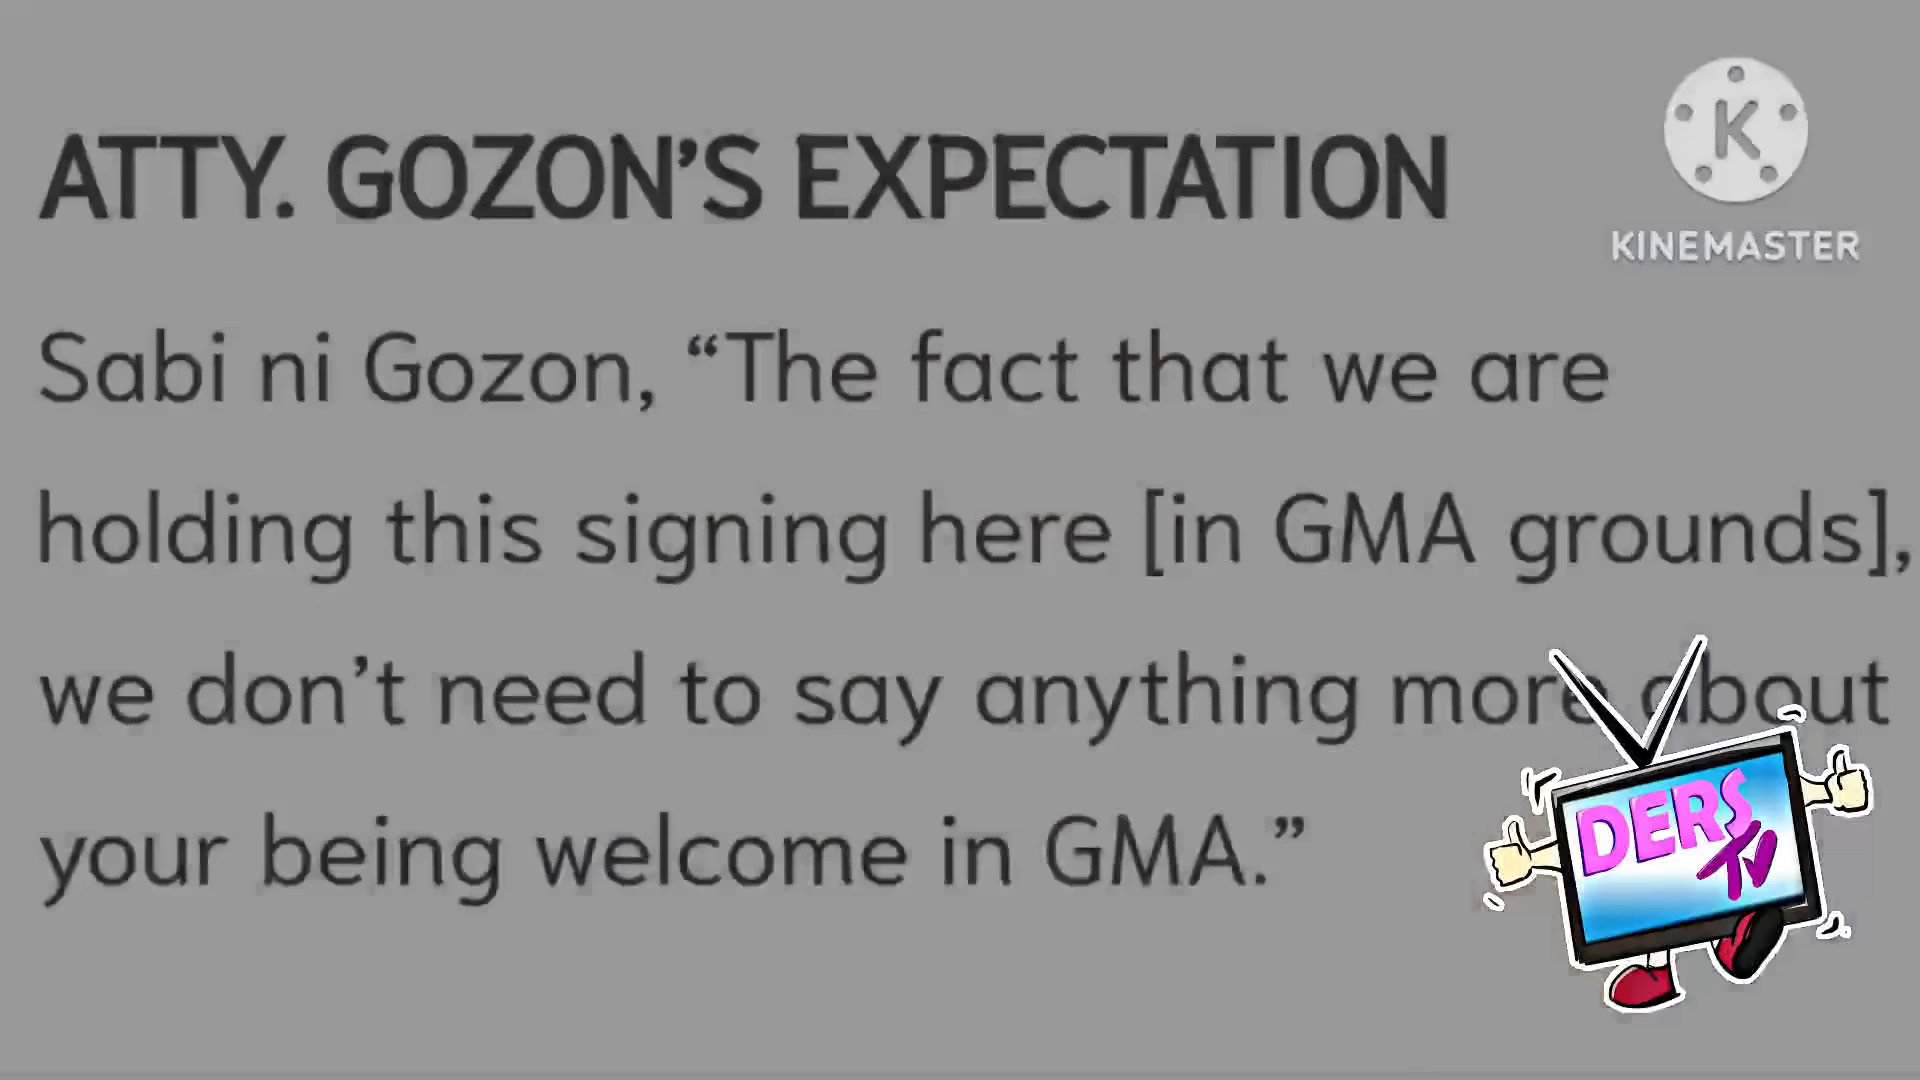 ATTY. GOZON’S EXPECTATION
K
KINEMASTER
Sabi ni Gozon, “The fact that we are
holding this signing here [in GMA grounds],
we don’t need to say anything more about
your being welcome in GMA.”
DERS
TV